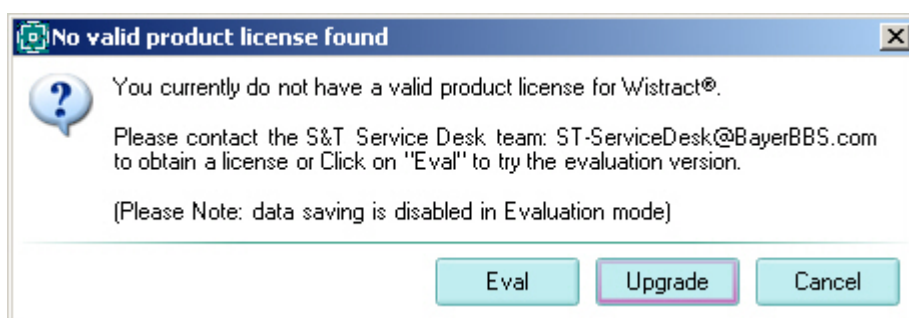 No valid product license found
You currently do not have a valid product license for Wistract®.
Please contact the S&T Service Desk team: ST-ServiceDesk@BayerBBS.com
to obtain a license or Click on "Eval" to try the evaluation version.
(Please Note: data saving is disabled in Evaluation mode)
Eval Upgrade Cancel